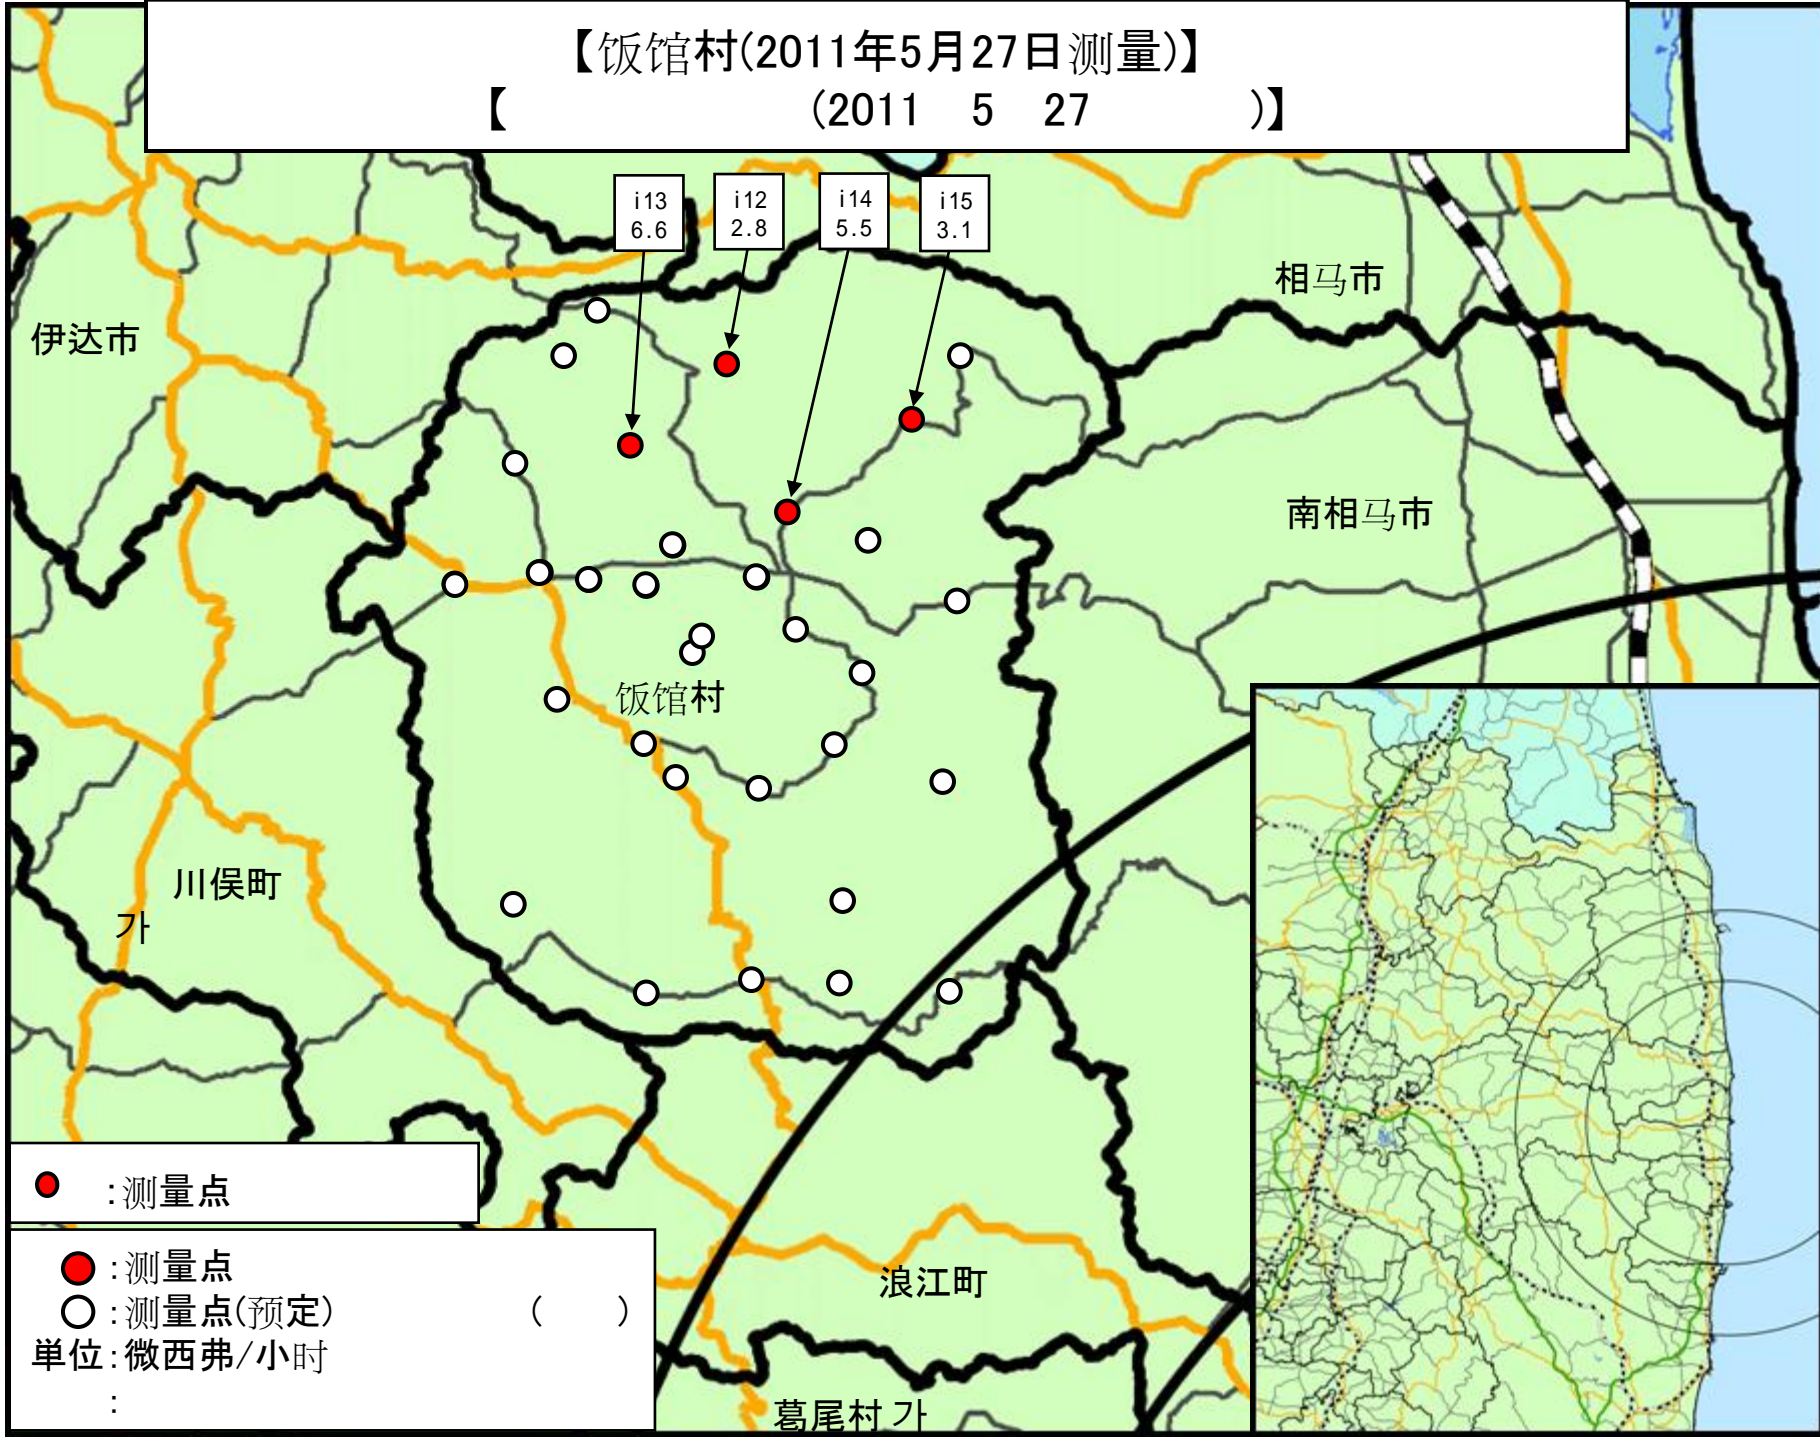 【饭馆村(2011年5月27日测量)】
【 (2011 5 27 )】
i13
6.6
i12
2.8
i14
5.5
i15
3.1
相马市
伊达市
南相马市
饭馆村
川俣町
가
:测量点
:测量点
:测量点(预定) ( )
単位:微西弗/小时
:
浪江町
葛尾村 가